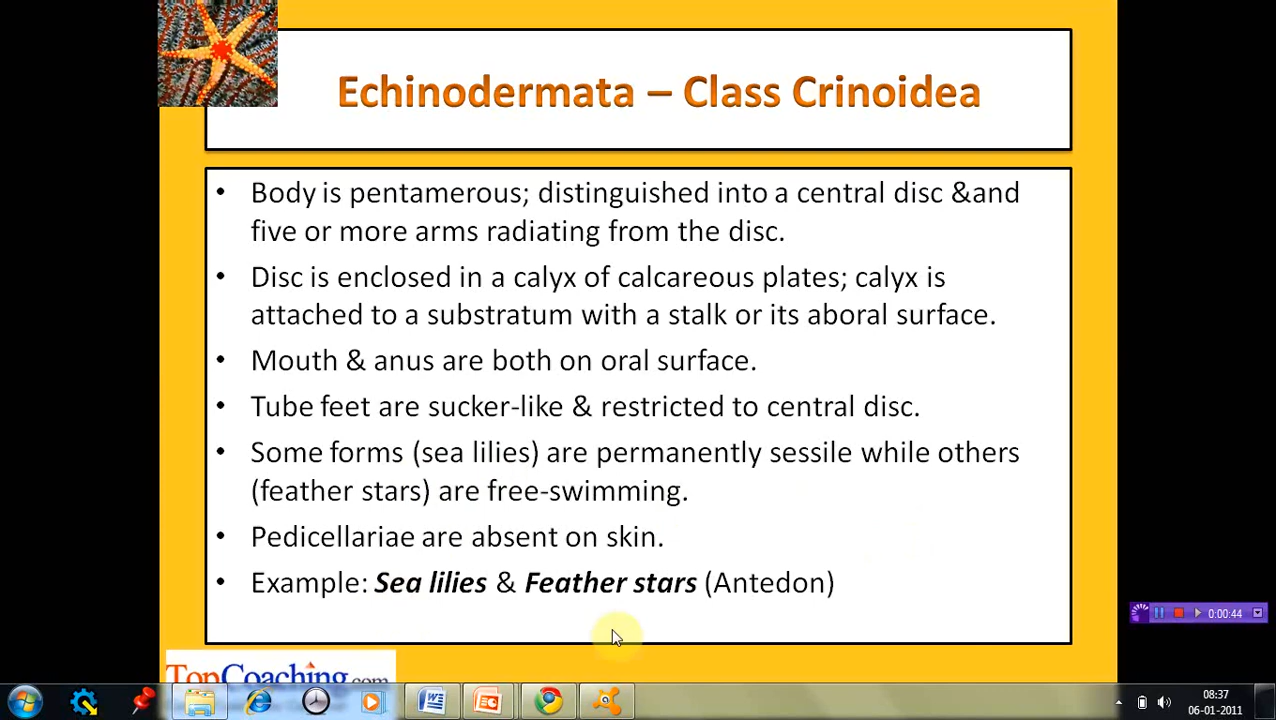 Echinodermata – Class Crinoidea
• Body is pentamerous; distinguished into a central disc &and
five or more arms radiating from the disc.
• Disc is enclosed in a calyx of calcareous plates; calyx is
attached to a substratum with a stalk or its aboral surface.
• Mouth & anus are both on oral surface.
• Tube feet are sucker-like & restricted to central disc.
• Some forms (sea lilies) are permanently sessile while others
(feather stars) are free-swimming.
• Pedicellariae are absent on skin.
• Example: Sea lilies & Feather stars (Antedon)
0:00:44
TopCoaching.com
08:37
06-01-2011